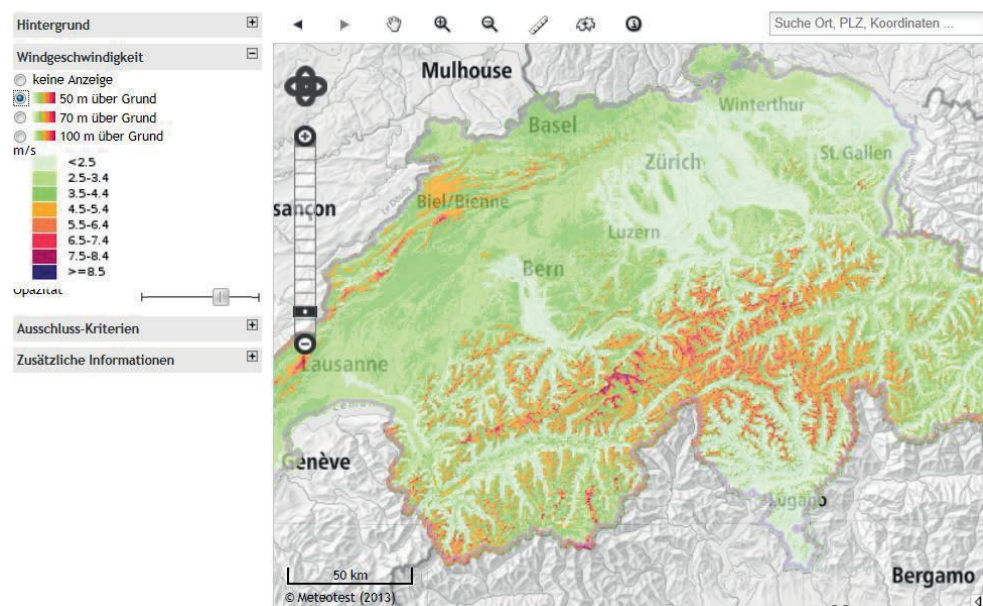 Hintergrund
Windgeschwindigkeit
keine Anzeige
50 m über Grund
70 m über Grund
100 m über Grund
m/s
<2.5
2.5-3.4
3.5-4.4
4.5-5.4
5.5-6.4
6.5-7.4
7.5-8.4
>=8.5
Opazität
Ausschluss-Kriterien
Zusätzliche Informationen
Suche Ort, PLZ, Koordinaten ...
Mulhouse
Winterthur
Basel
Zürich
St. Gallen
Biel/Bienne
sançon
Luzern
Bern
Lausanne
Genève
Lugano
Bergamo
50 km
© Meteotest (2013)